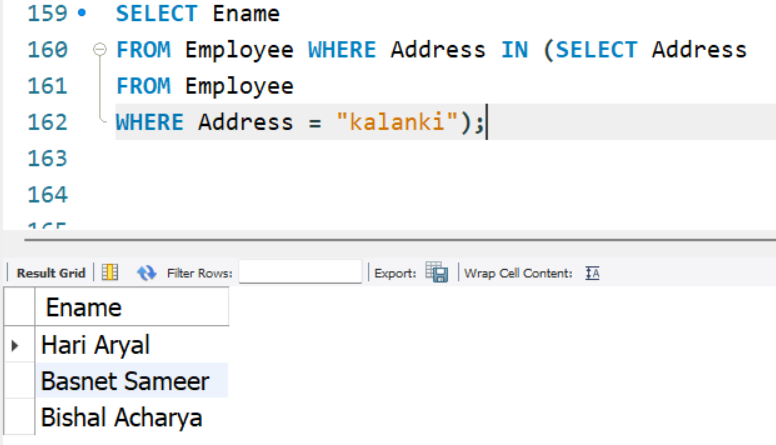 159 SELECT Ename
160 FROM Employee WHERE Address IN (SELECT Address
161 FROM Employee
162 WHERE Address = "kalanki");
163
164
Result Grid Filter Rows: Export: Wrap Cell Content: IA
Ename
Hari Aryal
Basnet Sameer
Bishal Acharya